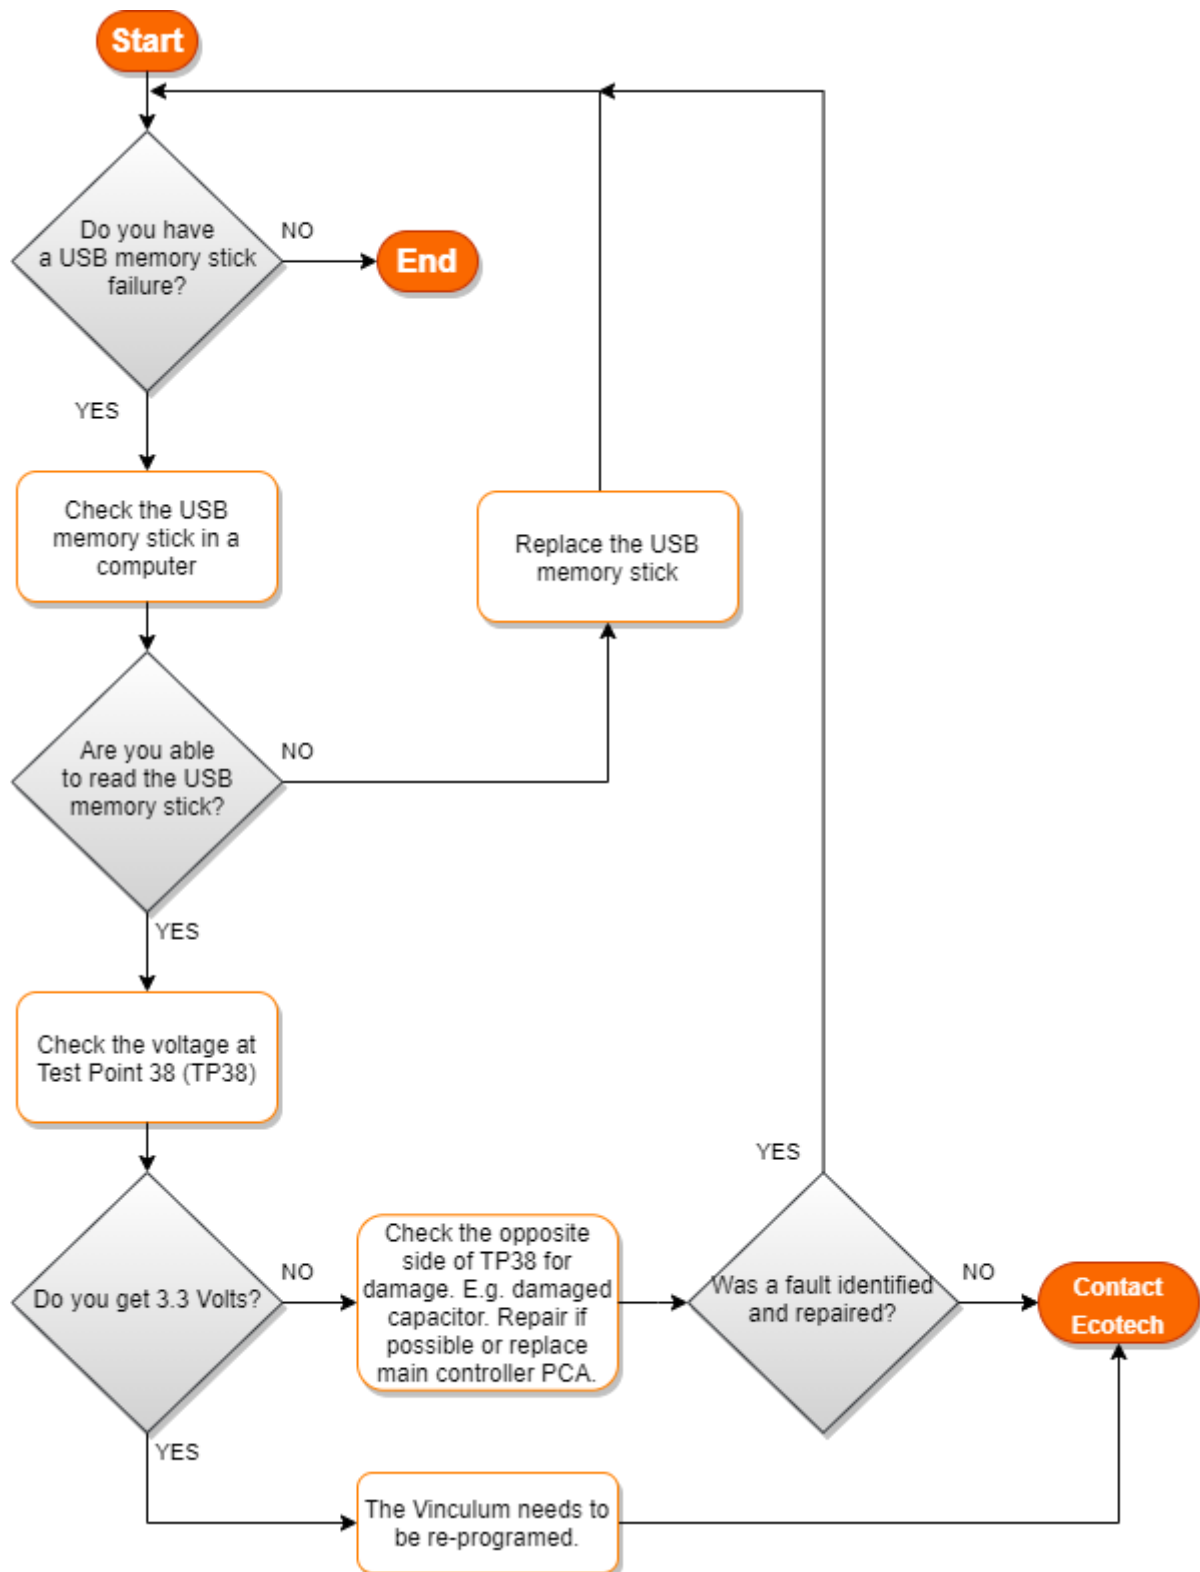 Start
Do you have
a USB memory stick
failure?
NO
End
YES
Check the USB
memory stick in a
computer
Replace the USB
memory stick
Are you able
to read the USB
memory stick?
NO
YES
Check the voltage at
Test Point 38 (TP38)
Do you get 3.3 Volts?
NO
Check the opposite
side of TP38 for
damage. E.g. damaged
capacitor. Repair if
possible or replace
main controller PCA.
YES
Was a fault identified
and repaired?
NO
Contact
Ecotech
YES
The Vinculum needs to
be re-programed.